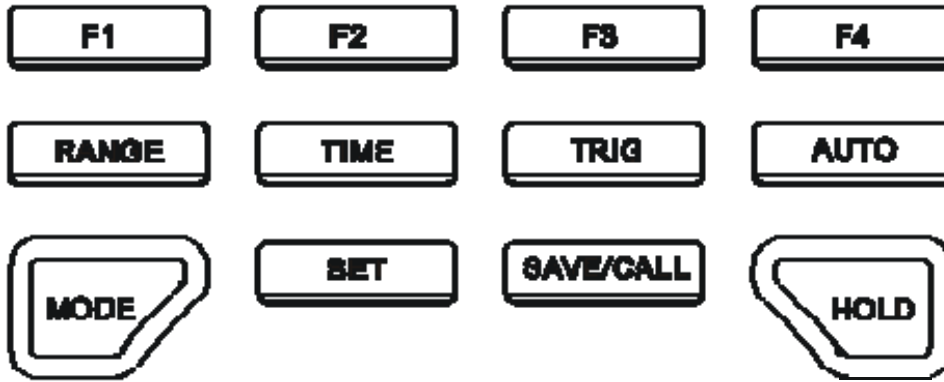 F1 F2 F3 F4
RANGE TIME TRIG AUTO
SET SAVE/CALL
MODE HOLD